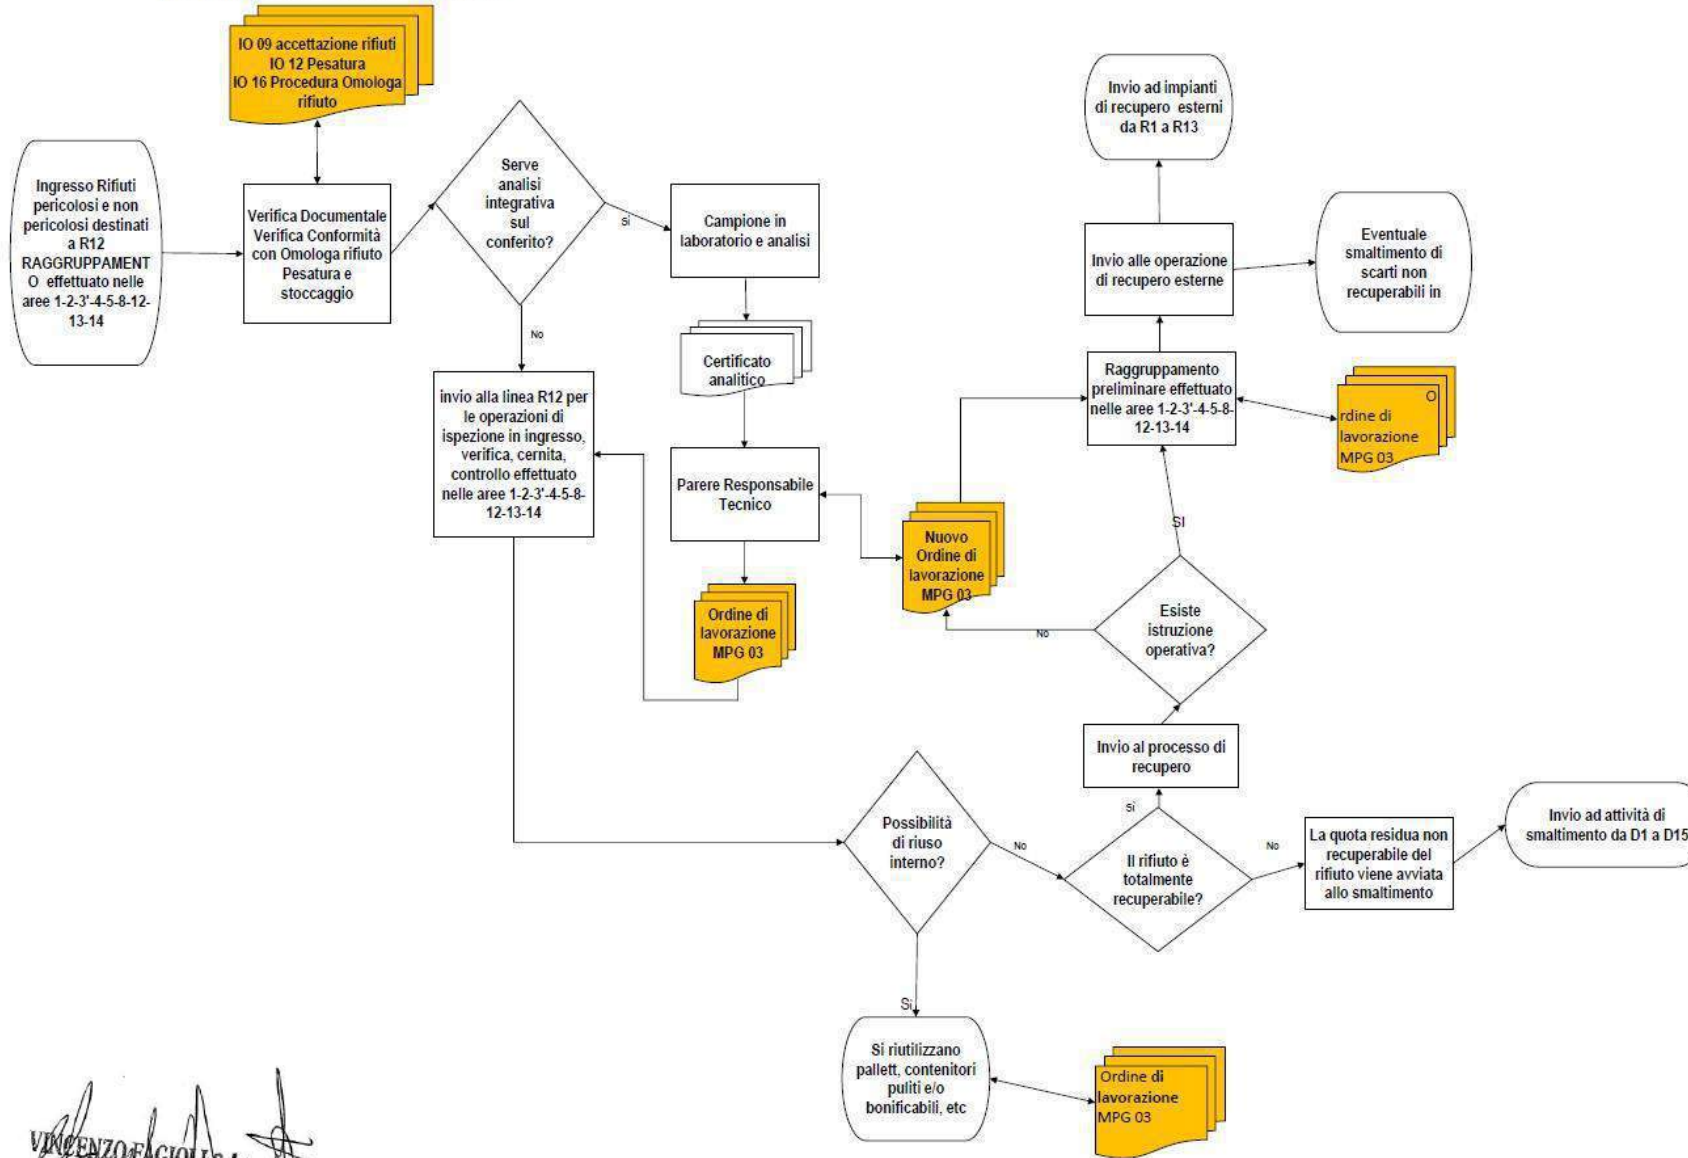 IO 09 accettazione rifiuti
IO 12 Pesatura
IO 16 Procedura Omologa
rifiuto
Ingresso Rifiuti
pericolosi e non
pericolosi destinati
a R12
RAGGRUPPAMENT
O effettuato nelle
aree 1-2-3'-4-5-8-12-
13-14
Verifica Documentale
Verifica Conformità
con Omologa rifiuto
Pesatura e
stoccaggio
Serve
analisi
integrativa
sul
conferito?
Sì
No
Campione in
laboratorio e analisi
Certificato
analitico
Parere Responsabile
Tecnico
Ordine di
lavorazione
MPG 03
invio alla linea R12 per
le operazioni di
ispezione in ingresso,
verifica, cernita,
controllo effettuato
nelle aree 1-2-3'-4-5-8-
12-13-14
Invio ad impianti
di recupero esterni
da R1 a R13
Invio alle operazione
di recupero esterne
Eventuale
smaltimento di
scarti non
recuperabili in
Raggruppamento
preliminare effettuato
nelle aree 1-2-3'-4-5-8-
12-13-14
O
rdine di
lavorazione
MPG 03
Nuovo
Ordine di
lavorazione
MPG 03
SI
Esiste
istruzione
operativa?
No
Invio al processo di
recupero
Sì
Possibilità
di riuso
interno?
No
Il rifiuto è
totalmente
recuperabile?
No
La quota residua non
recuperabile del
rifiuto viene avviata
allo smaltimento
Invio ad attività di
smaltimento da D1 a D15
Si
Si riutilizzano
pallett, contenitori
puliti e/o
bonificabili, etc
Ordine di
lavorazione
MPG 03
VINCENZO FAGIOLI